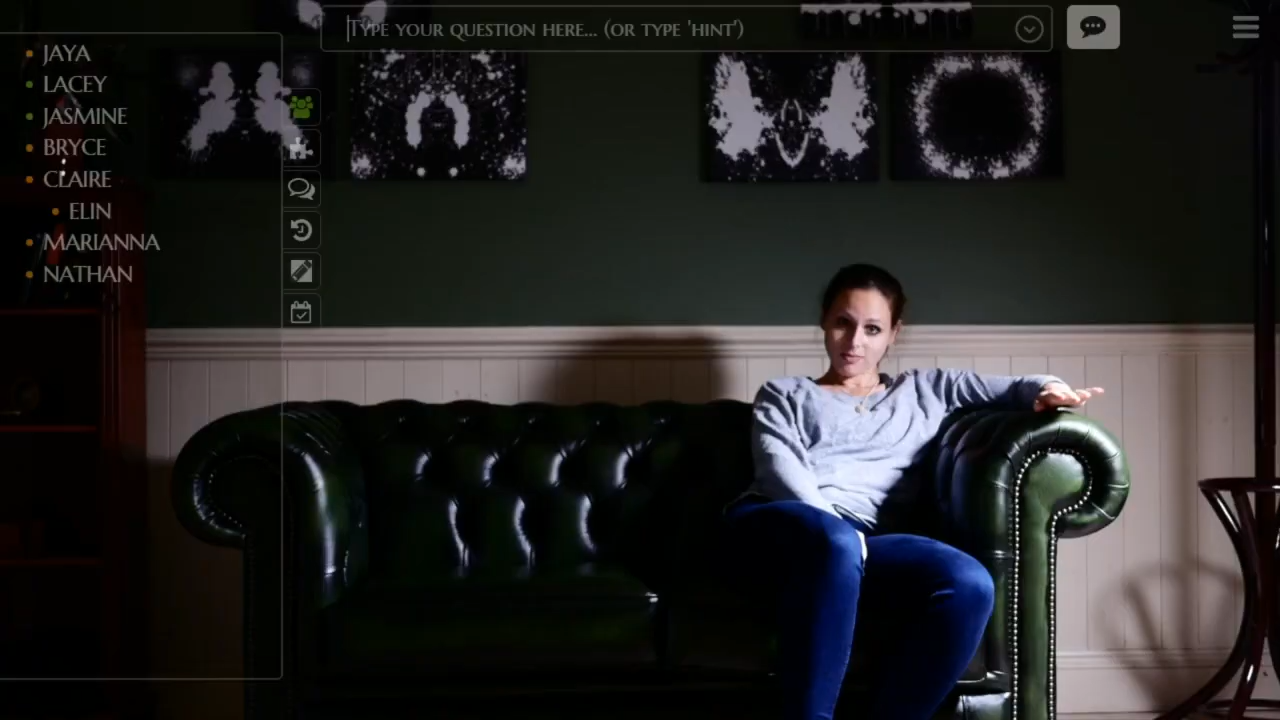 Type your question here... (or type 'hint')
JAYA
LACEY
JASMINE
BRYCE
CLAIRE
ELIN
MARIANNA
NATHAN